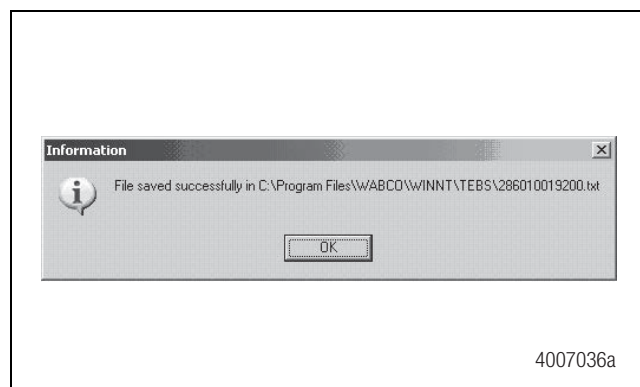 Information
File saved successfully in C:\Program Files\WABCO\WINNT\TEBS\286010019200.txt
OK
4007036a